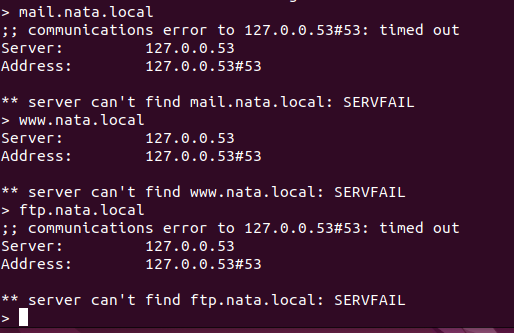 > mail.nata.local
;; communications error to 127.0.0.53#53: timed out
Server:         127.0.0.53
Address:        127.0.0.53#53

** server can't find mail.nata.local: SERVFAIL
> www.nata.local
Server:         127.0.0.53
Address:        127.0.0.53#53

** server can't find www.nata.local: SERVFAIL
> ftp.nata.local
;; communications error to 127.0.0.53#53: timed out
Server:         127.0.0.53
Address:        127.0.0.53#53

** server can't find ftp.nata.local: SERVFAIL
>